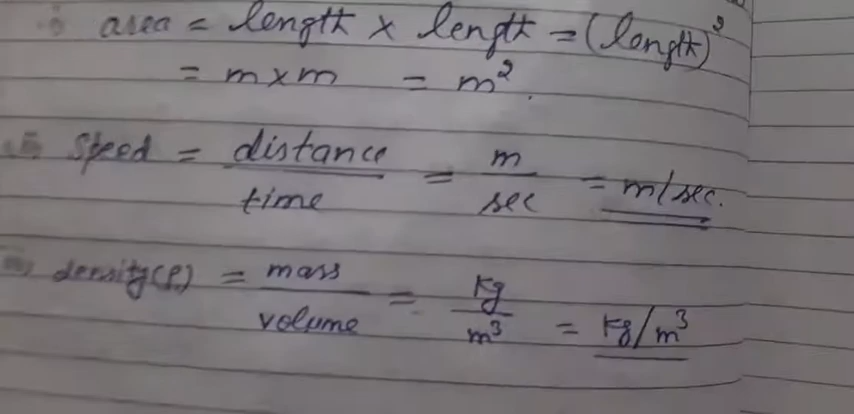 area = length × length = (length)²
= m×m = m².
Speed = distance/time = m/sec = m/sec.
density(ρ) = mass/volume = kg/m³ = kg/m³